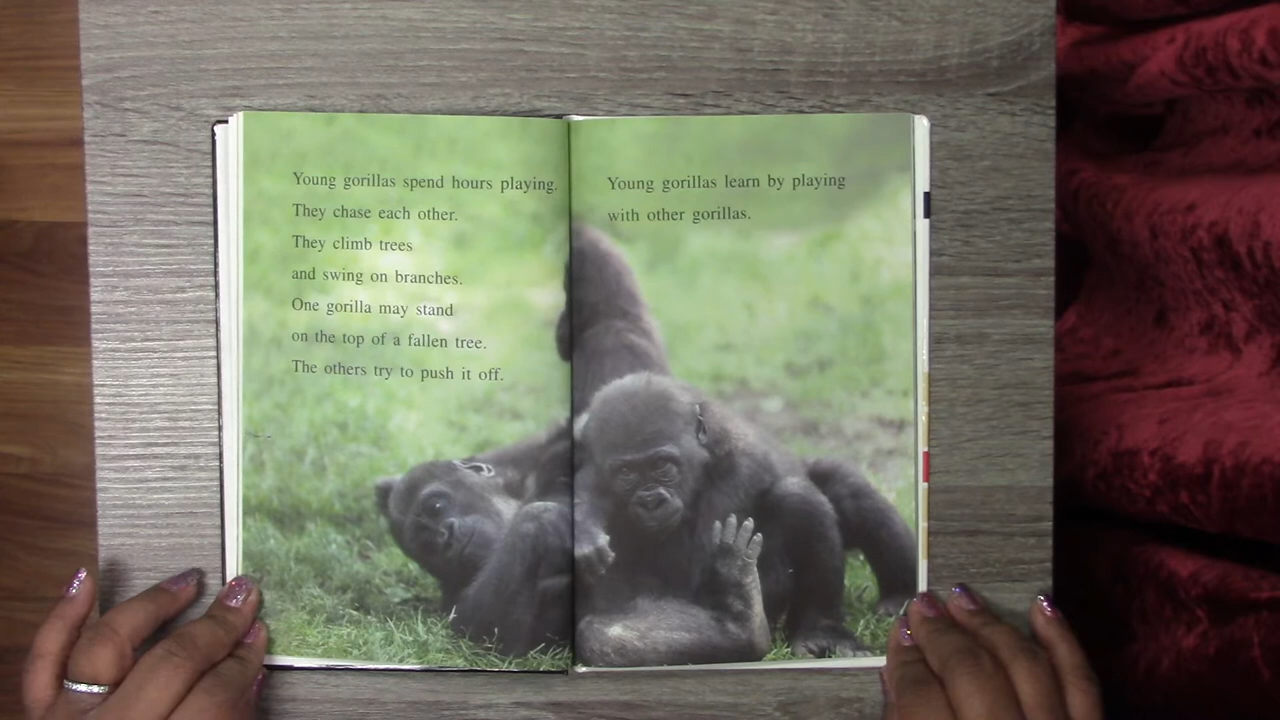 Young gorillas spend hours playing.
They chase each other.
They climb trees
and swing on branches.
One gorilla may stand
on the top of a fallen tree.
The others try to push it off.
Young gorillas learn by playing
with other gorillas.